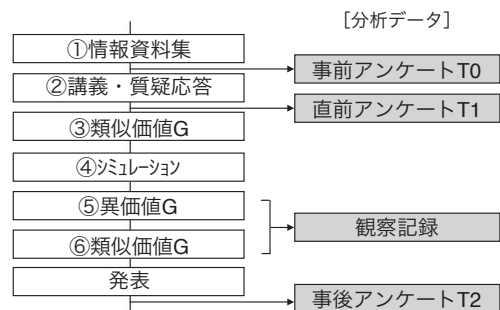 ［分析データ］
①情報資料集
事前アンケートT0
②講義・質疑応答
直前アンケートT1
③類似価値G
④ｼﾐｭﾚｰｼｮﾝ
⑤異価値G
観察記録
⑥類似価値G
発表
事後アンケートT2